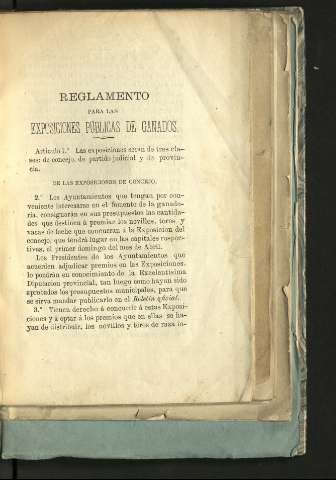 REGLAMENTO
PARA LAS
EXPOSICIONES PÚBLICAS DE GANADOS.
Artículo 1.° Las exposiciones serán de tres cla-
ses: de concejo, de partido judicial y de provin-
cia.
DE LAS EXPOSICIONES DE CONCEJO.
2.° Los Ayuntamientos que tengan por con-
veniente interesarse en el fomento de la ganade-
ría, consignarán en sus presupuestos las cantida-
des que destinen á premiar los novillos, toros y
vacas de leche que concurran á la Exposicion del
concejo, que tendrá lugar en las capitales respec-
tivas, el primer domingo del mes de Abril.
Los Presidentes de los Ayuntamientos que
acuerden adjudicar premios en las Exposiciones,
lo pondrán en conocimiento de la Excelentísima
Diputacion provincial, tan luego como hayan sido
aprobados los presupuestos municipales, para que
se sirva mandar publicarlo en el Boletin oficial.
3.° Tienen derecho á concurrir á estas Exposi-
ciones y á optar á los premios que en ellas se ha-
yan de distribuir, los novillos y toros de raza in-